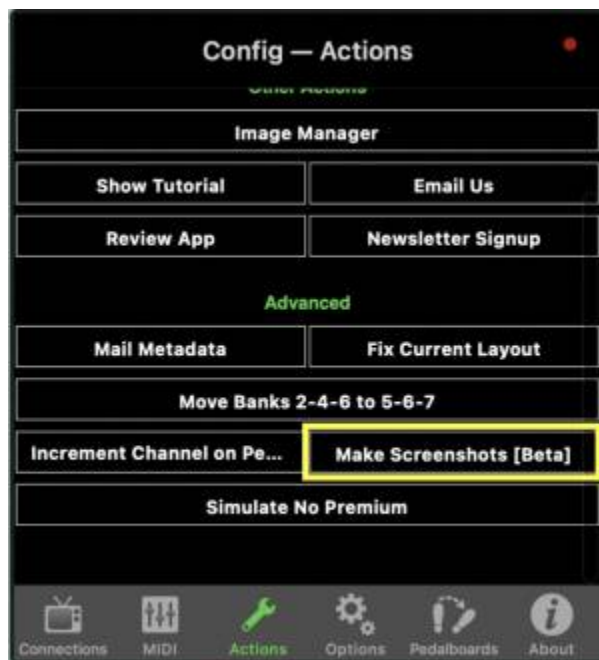 Config — Actions
Other Actions
Image Manager
Show Tutorial
Email Us
Review App
Newsletter Signup
Advanced
Mail Metadata
Fix Current Layout
Move Banks 2-4-6 to 5-6-7
Increment Channel on Pe...
Make Screenshots [Beta]
Simulate No Premium
Connections
MIDI
Actions
Options
Pedalboards
About